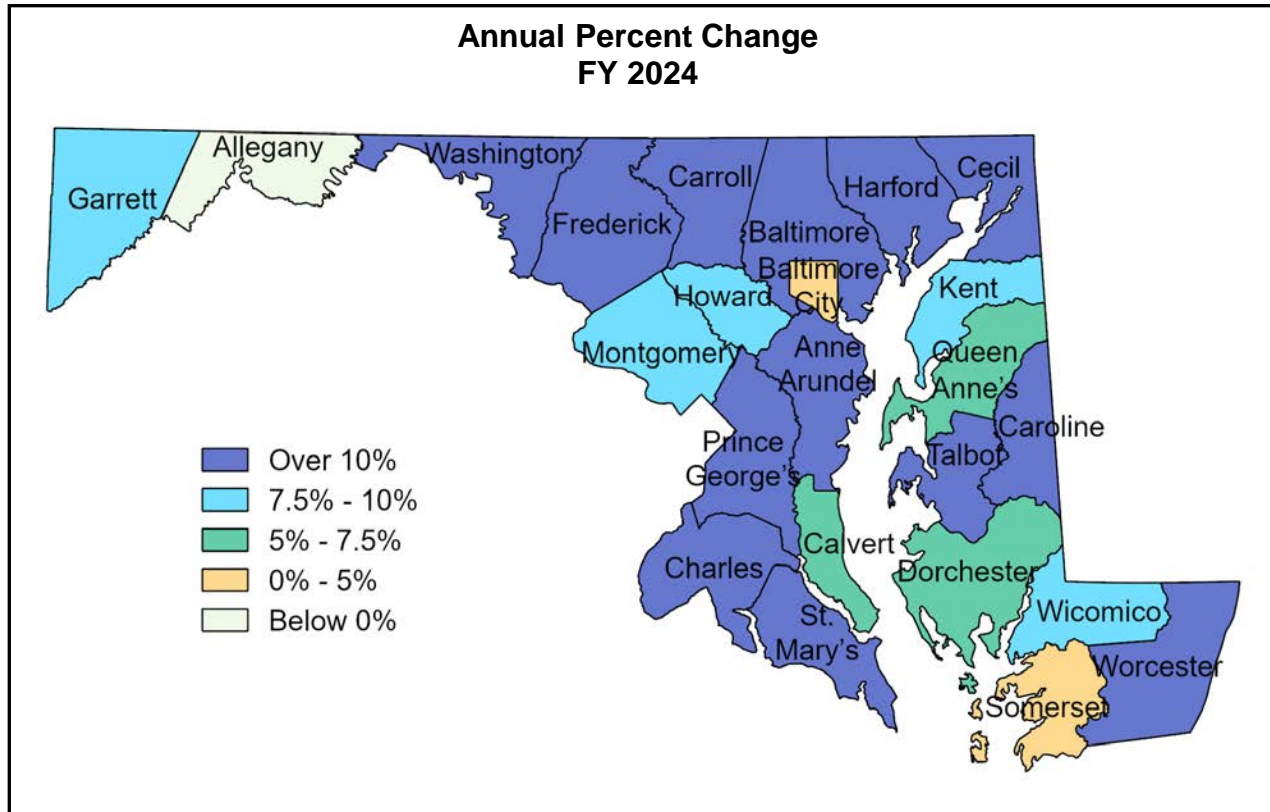 Annual Percent Change
FY 2024
Allegany
Washington
Garrett
Carroll
Cecil
Harford
Frederick
Baltimore
Baltimore
City
Howard
Kent
Montgomery
Anne
Arundel
Queen
Anne's
Caroline
Talbot
Prince
George's
Over 10%
7.5% - 10%
5% - 7.5%
0% - 5%
Below 0%
Calvert
Charles
Dorchester
St.
Mary's
Wicomico
Worcester
Somerset